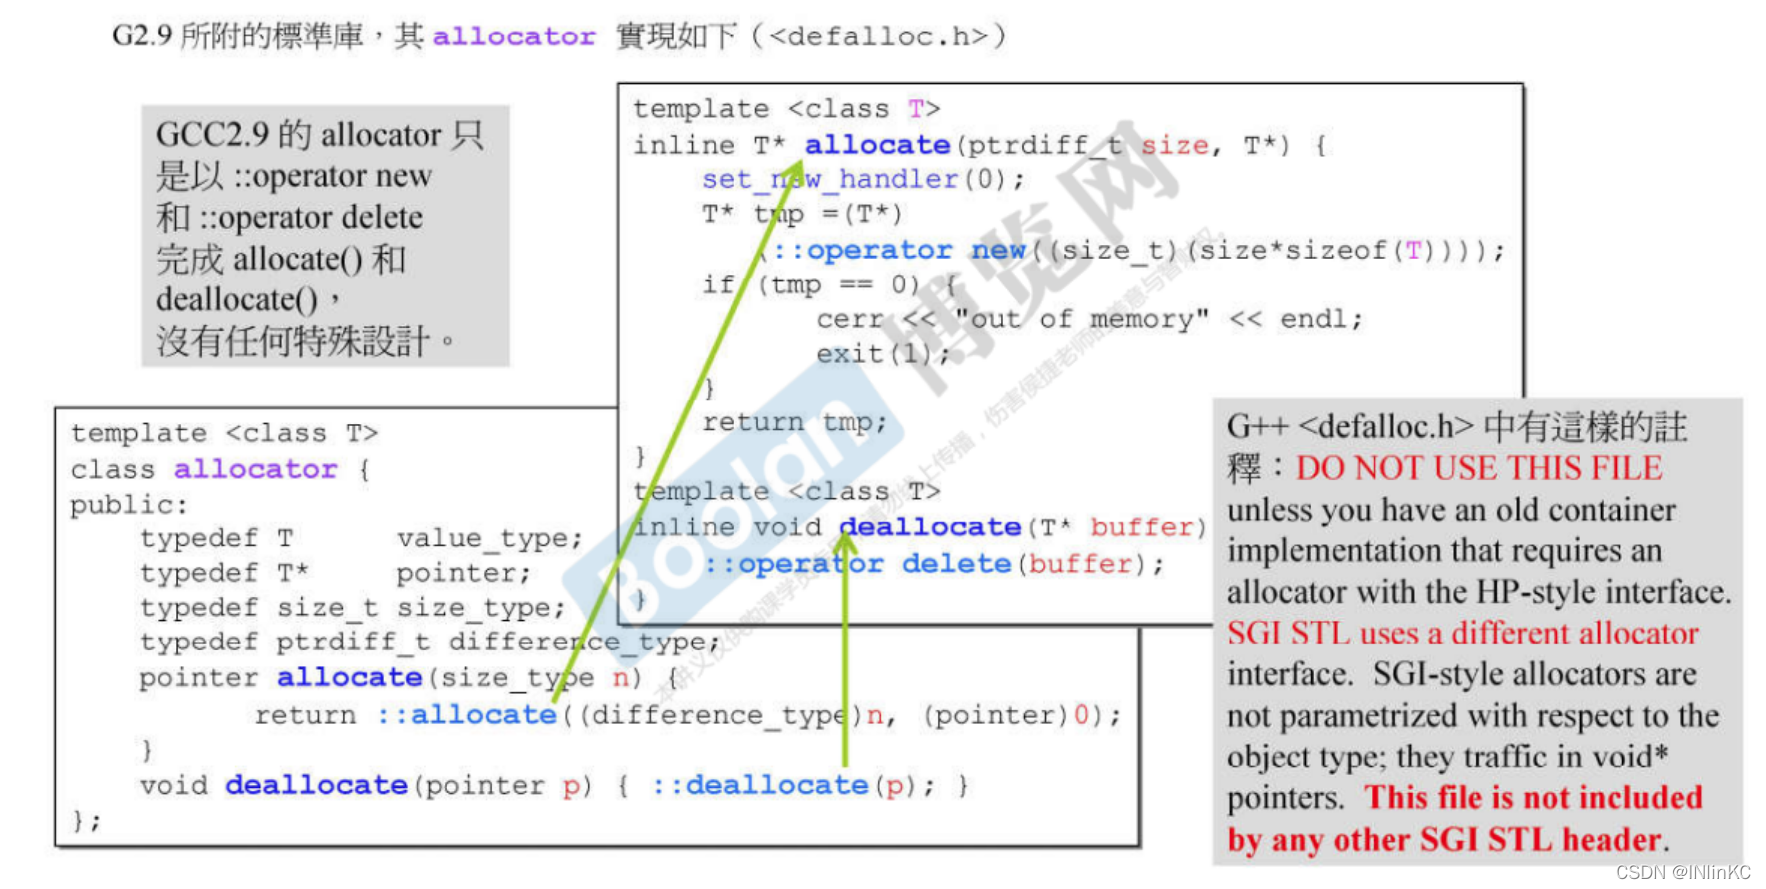 G2.9 所附的標準庫，其 allocator 實現如下（<defalloc.h>）
GCC2.9 的 allocator 只
是以 ::operator new
和 ::operator delete
完成 allocate() 和
deallocate()，
沒有任何特殊設計。
template <class T>
inline T* allocate(ptrdiff_t size, T*) {
set_new_handler(0);
T* tmp =(T*)
(::operator new((size_t)(size*sizeof(T))));
if (tmp == 0) {
cerr << "out of memory" << endl;
exit(1);
}
return tmp;
}
template <class T>
inline void deallocate(T* buffer)
::operator delete(buffer);
}
template <class T>
class allocator {
public:
typedef T value_type;
typedef T* pointer;
typedef size_t size_type;
typedef ptrdiff_t difference_type;
pointer allocate(size_type n) {
return ::allocate((difference_type)n, (pointer)0);
}
void deallocate(pointer p) { ::deallocate(p); }
};
G++ <defalloc.h> 中有這樣的註
釋：DO NOT USE THIS FILE
unless you have an old container
implementation that requires an
allocator with the HP-style interface.
SGI STL uses a different allocator
interface. SGI-style allocators are
not parametrized with respect to the
object type; they traffic in void*
pointers. This file is not included
by any other SGI STL header.
Boolan 博览网
CSDN @INlinKC